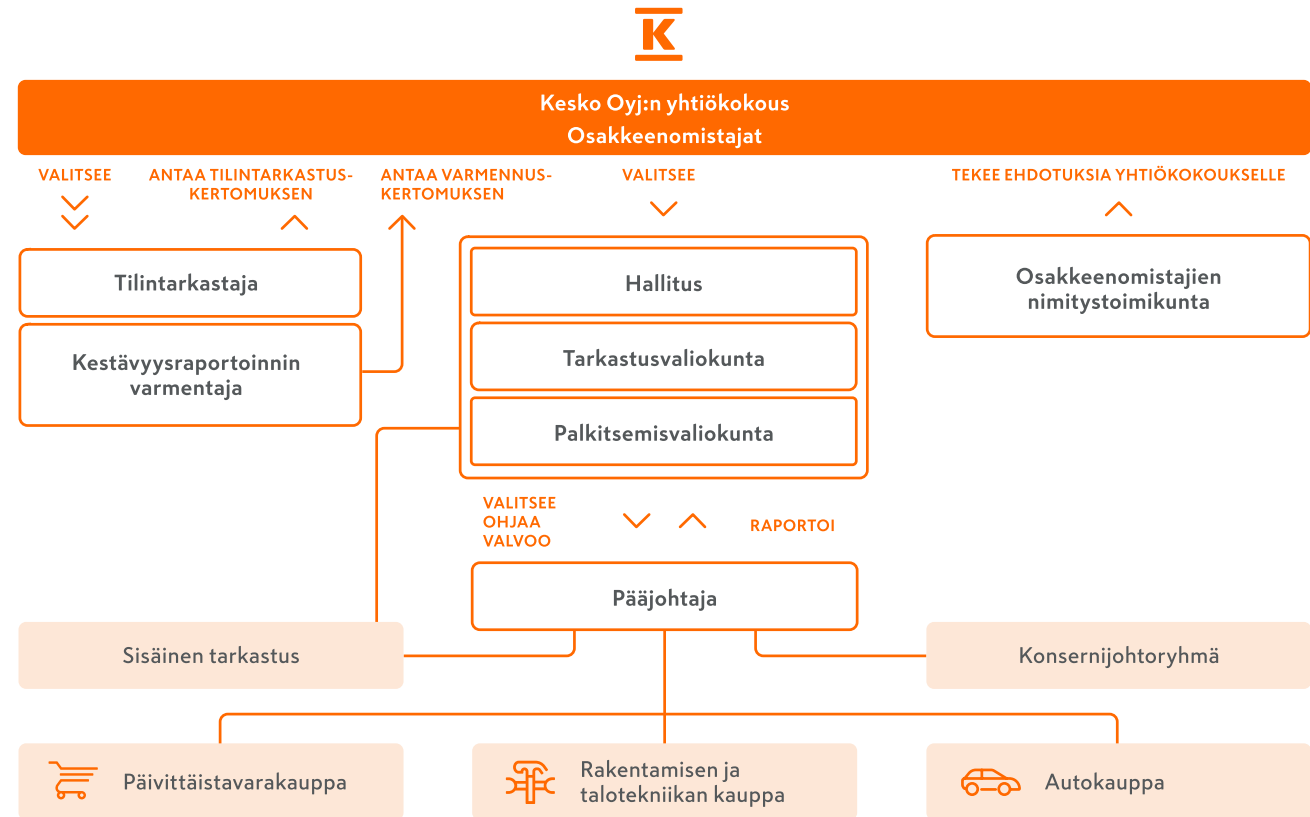 K
Kesko Oyj:n yhtiökokous
Osakkeenomistajat
VALITSEE
ANTAA TILINTARKASTUS-
KERTOMUKSEN
ANTAA VARMENNUS-
KERTOMUKSEN
VALITSEE
TEKEE EHDOTUKSIA YHTIÖKOKOUKSELLE
Tilintarkastaja
Kestävyysraportoinnin
varmentaja
Hallitus
Tarkastusvaliokunta
Palkitsemisvaliokunta
Osakkeenomistajien
nimitystoimikunta
VALITSEE
OHJAA
VALVOO
RAPORTOI
Pääjohtaja
Sisäinen tarkastus
Konsernijohtoryhmä
Päivittäistavarakauppa
Rakentamisen ja
talotekniikan kauppa
Autokauppa